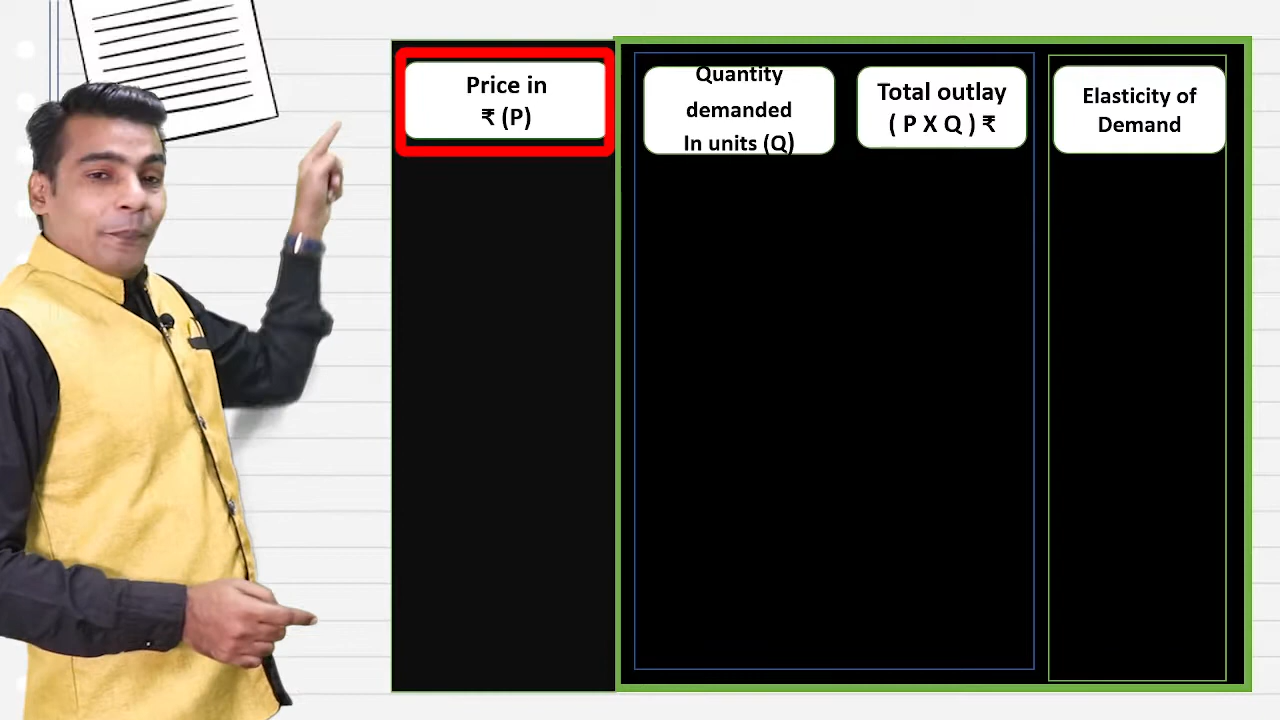 Price in
₹ (P)
Quantity
demanded
In units (Q)
Total outlay
( P X Q ) ₹
Elasticity of
Demand